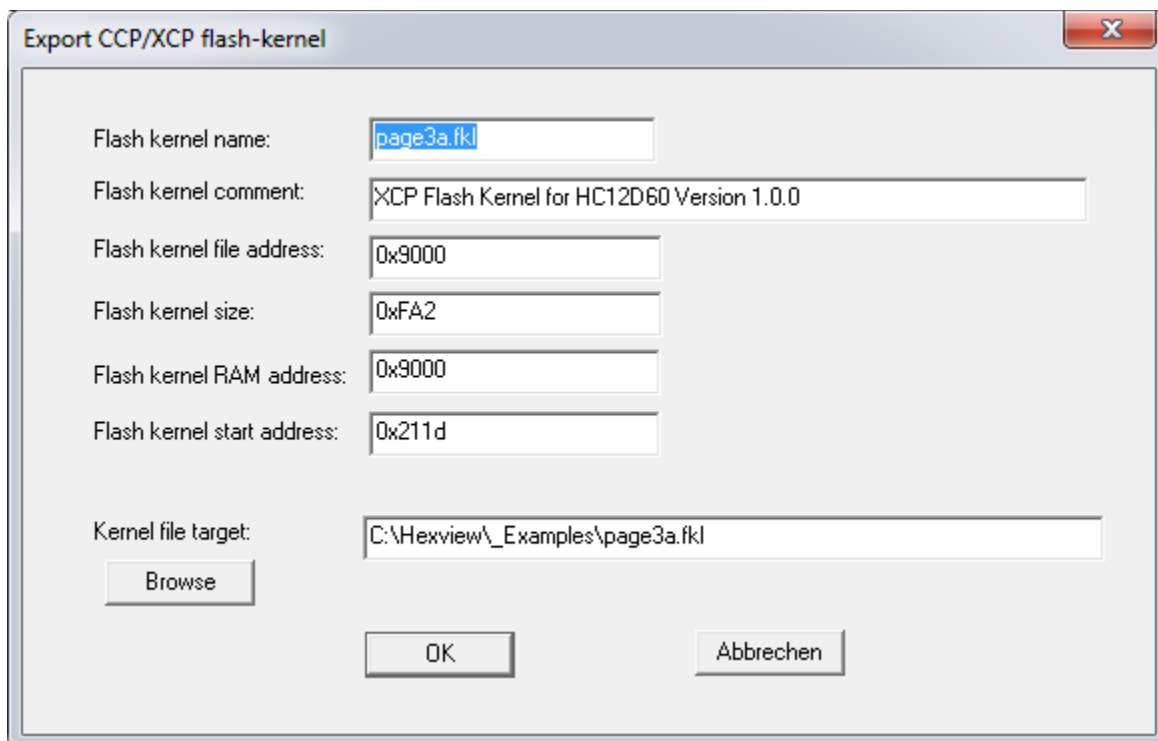 Export CCP/XCP flash-kernel
Flash kernel name: page3a.fkl
Flash kernel comment: XCP Flash Kernel for HC12D60 Version 1.0.0
Flash kernel file address: 0x9000
Flash kernel size: 0xFA2
Flash kernel RAM address: 0x9000
Flash kernel start address: 0x211d
Kernel file target: C:\Hexview\_Examples\page3a.fkl
Browse
OK Abbrechen